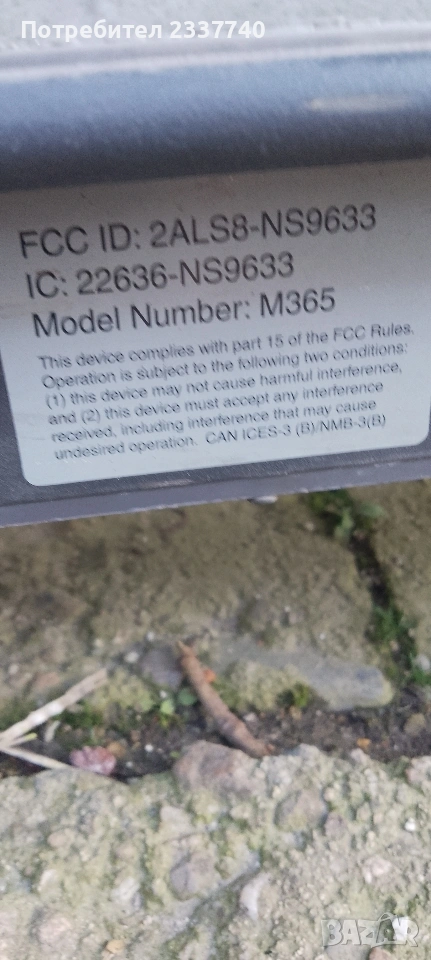 Потребител 2337740
FCC ID: 2ALS8-NS9633
IC: 22636-NS9633
Model Number: M365
This device complies with part 15 of the FCC Rules.
Operation is subject to the following two conditions:
(1) this device may not cause harmful interference,
and (2) this device must accept any interference
received, including interference that may cause
undesired operation. CAN ICES-3 (B)/NMB-3(B)
BAZAR